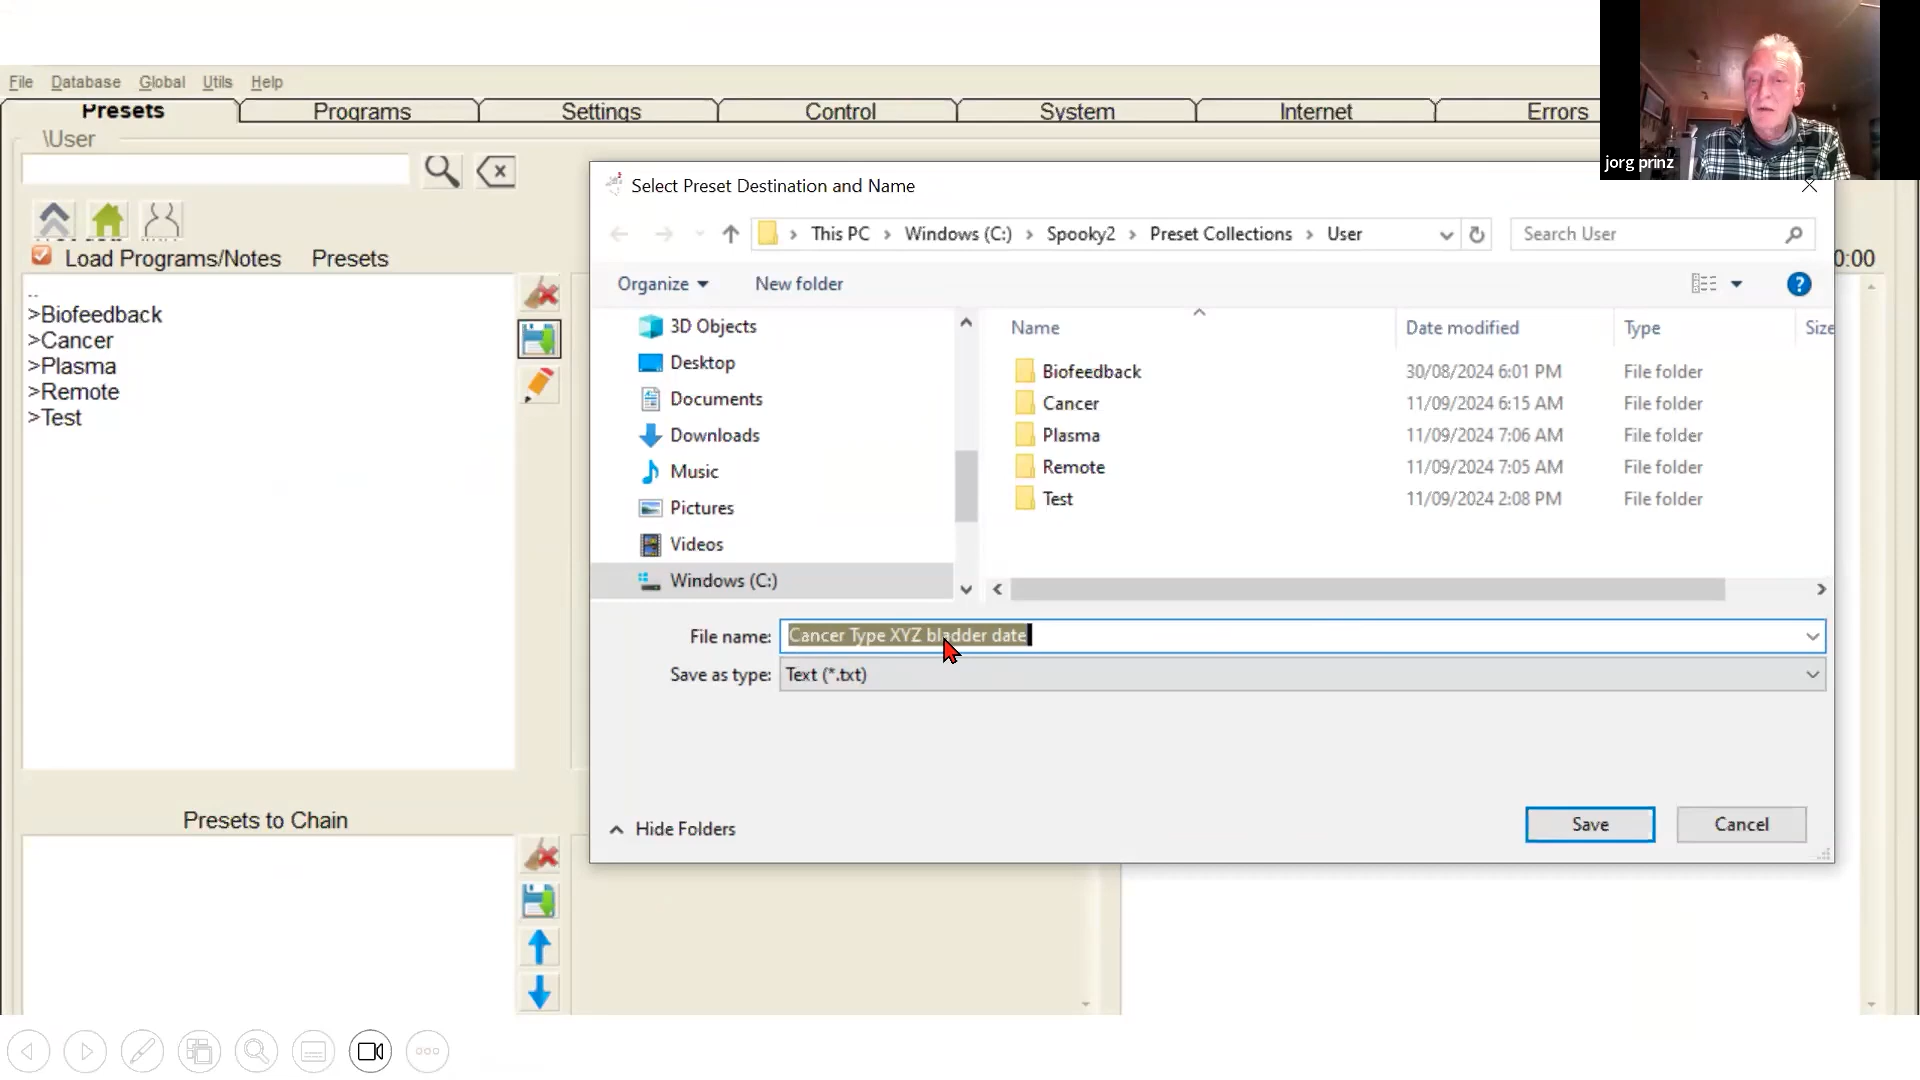 File Database Global Utils Help
Presets Programs Settings Control System Internet Errors
\User
jorg prinz
Load Programs/Notes Presets
0:00
..
>Biofeedback
>Cancer
>Plasma
>Remote
>Test
Presets to Chain
Select Preset Destination and Name
This PC > Windows (C:) > Spooky2 > Preset Collections > User
Search User
Organize
New folder
3D Objects
Desktop
Documents
Downloads
Music
Pictures
Videos
Windows (C:)
Name Date modified Type Size
Biofeedback 30/08/2024 6:01 PM File folder
Cancer 11/09/2024 6:15 AM File folder
Plasma 11/09/2024 7:06 AM File folder
Remote 11/09/2024 7:05 AM File folder
Test 11/09/2024 2:08 PM File folder
File name: Cancer Type XYZ bladder date
Save as type: Text (*.txt)
Hide Folders
Save
Cancel